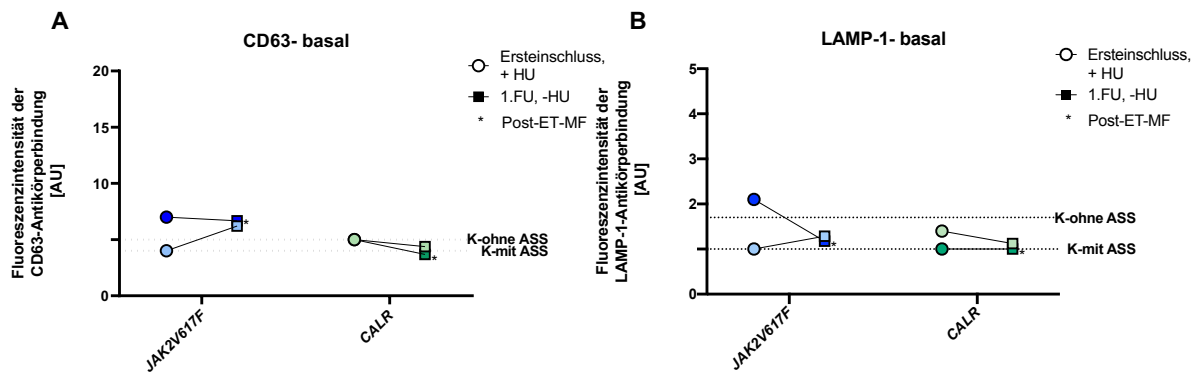 A
CD63- basal
Fluoreszenzintensität der
CD63-Antikörperbindung
[AU]
20
15
10
5
0
K-ohne ASS
K-mit ASS
JAK2V617F
CALR
Ersteinschluss,
+ HU
1.FU, -HU
* Post-ET-MF
*
*
B
LAMP-1- basal
Fluoreszenzintensität der
LAMP-1-Antikörperbindung
[AU]
5
4
3
2
1
0
K-ohne ASS
K-mit ASS
JAK2V617F
CALR
Ersteinschluss,
+ HU
1.FU, -HU
* Post-ET-MF
*
*